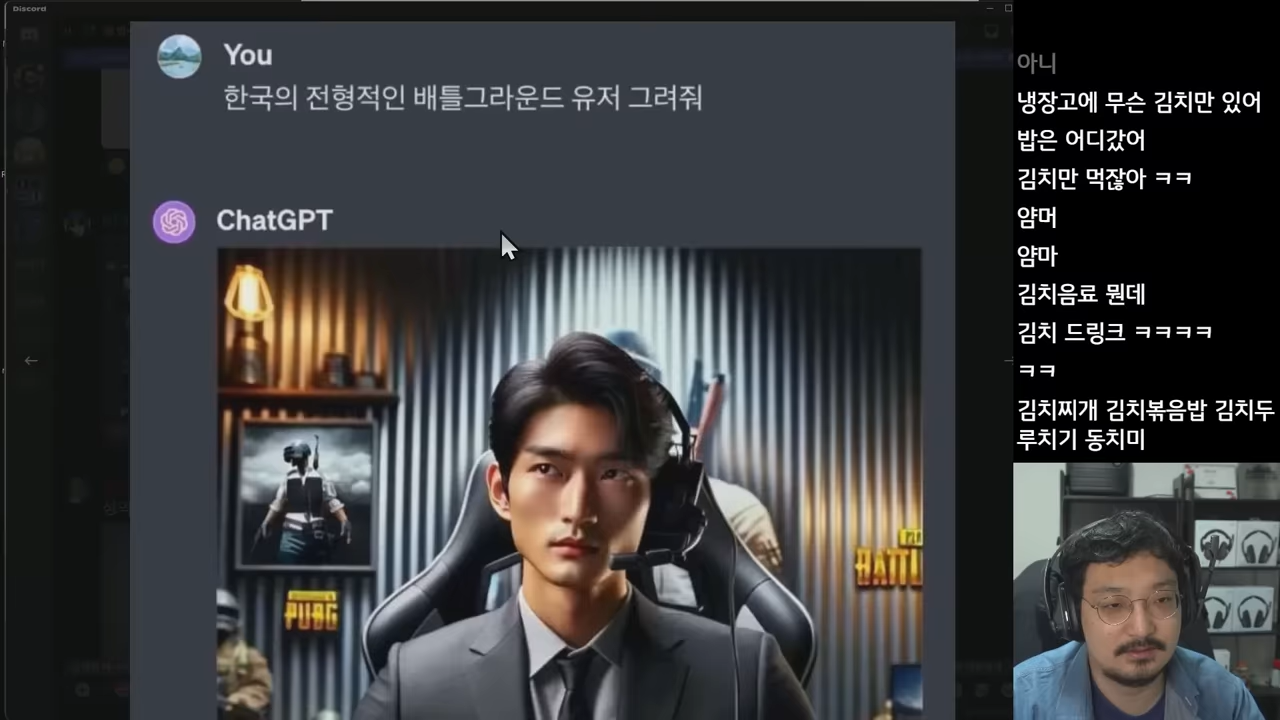 Discord
You
한국의 전형적인 배틀그라운드 유저 그려줘
ChatGPT
PUBG
아니
냉장고에 무슨 김치만 있어
밥은 어디갔어
김치만 먹잖아 ㅋㅋ
얌머
얌마
김치음료 뭔데
김치 드링크 ㅋㅋㅋㅋ
ㅋㅋ
김치찌개 김치볶음밥 김치두
루치기 동치미